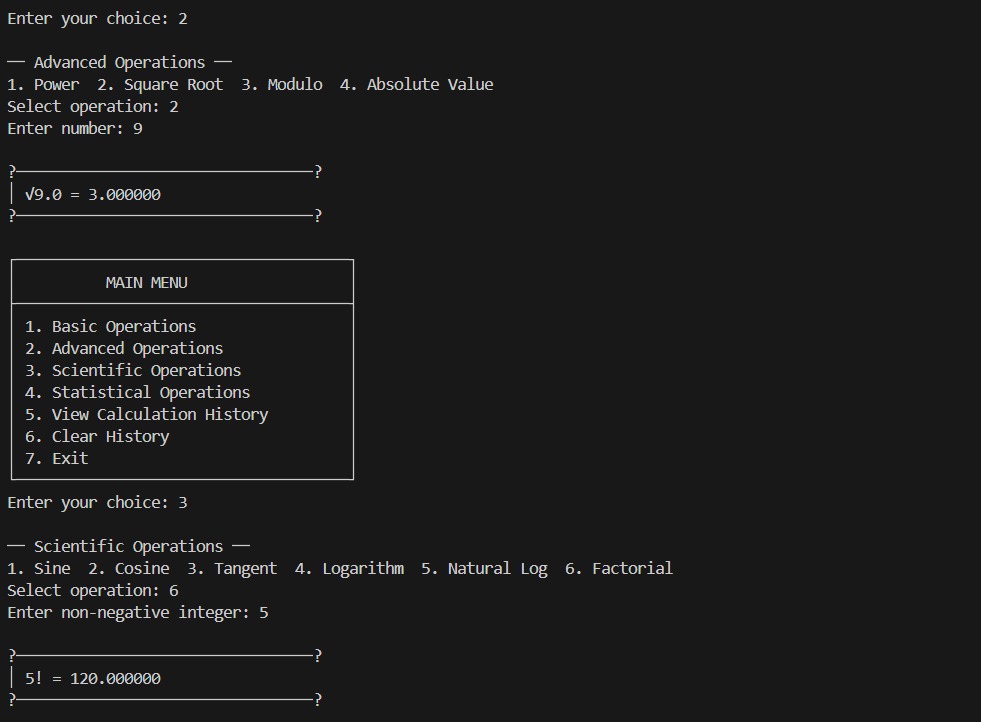 Enter your choice: 2
── Advanced Operations ──
1. Power  2. Square Root  3. Modulo  4. Absolute Value
Select operation: 2
Enter number: 9
?─────────────────────────────────?
│ √9.0 = 3.000000
?─────────────────────────────────?
MAIN MENU
1. Basic Operations
2. Advanced Operations
3. Scientific Operations
4. Statistical Operations
5. View Calculation History
6. Clear History
7. Exit
Enter your choice: 3
── Scientific Operations ──
1. Sine  2. Cosine  3. Tangent  4. Logarithm  5. Natural Log  6. Factorial
Select operation: 6
Enter non-negative integer: 5
?─────────────────────────────────?
│ 5! = 120.000000
?─────────────────────────────────?